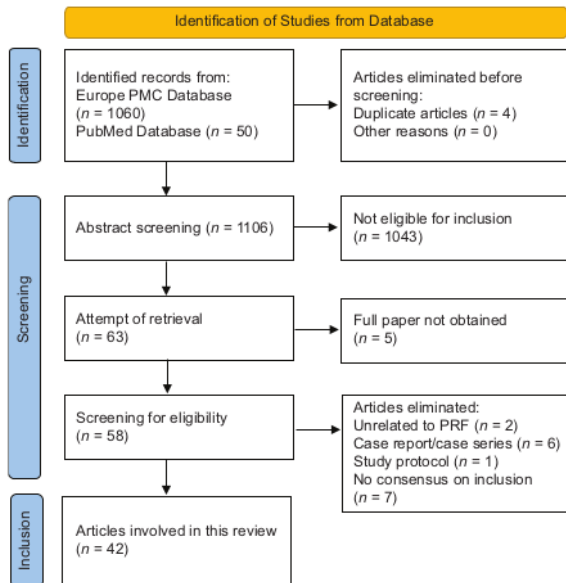 Identification of Studies from Database
Identification
Identified records from:
Europe PMC Database
(n = 1060)
PubMed Database (n = 50)
Articles eliminated before
screening:
Duplicate articles (n = 4)
Other reasons (n = 0)
Screening
Abstract screening (n = 1106)
Not eligible for inclusion
(n = 1043)
Attempt of retrieval
(n = 63)
Full paper not obtained
(n = 5)
Screening for eligibility
(n = 58)
Articles eliminated:
Unrelated to PRF (n = 2)
Case report/case series (n = 6)
Study protocol (n = 1)
No consensus on inclusion
(n = 7)
Inclusion
Articles involved in this review
(n = 42)